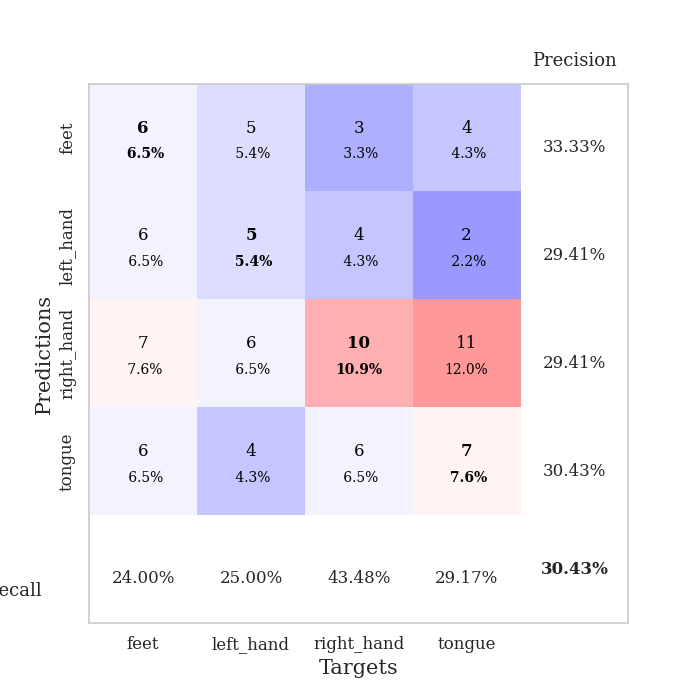 Precision
feet 6 5 3 4 33.33%
6.5% 5.4% 3.3% 4.3%
left_hand 6 5 4 2 29.41%
6.5% 5.4% 4.3% 2.2%
Predictions
right_hand 7 6 10 11 29.41%
7.6% 6.5% 10.9% 12.0%
tongue 6 4 6 7 30.43%
6.5% 4.3% 6.5% 7.6%
ecall 24.00% 25.00% 43.48% 29.17% 30.43%
feet left_hand right_hand tongue
Targets